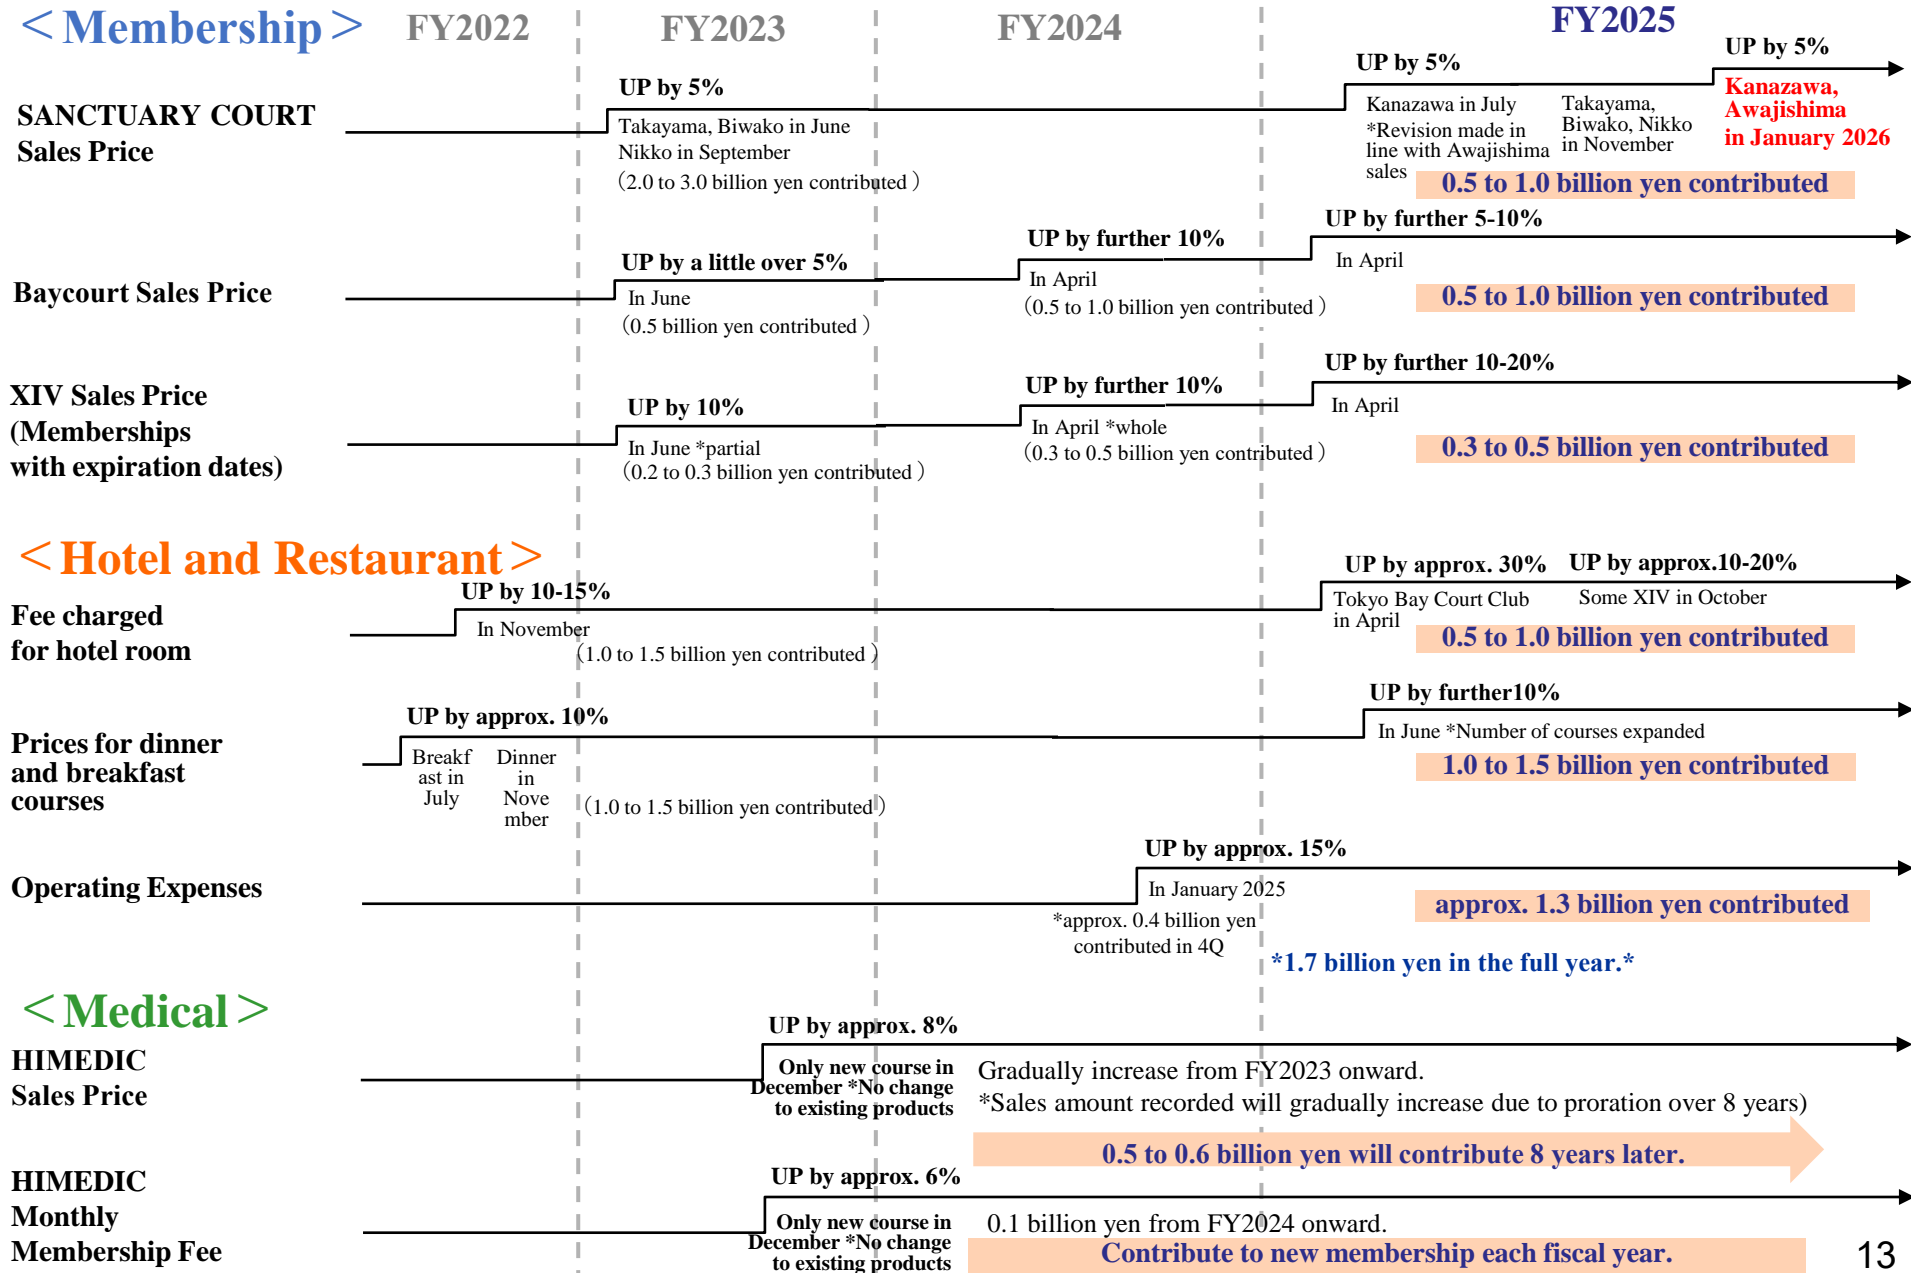 ＜Membership＞
FY2022
FY2023
FY2024
FY2025
SANCTUARY COURT
Sales Price
UP by 5%
Takayama, Biwako in June
Nikko in September
（2.0 to 3.0 billion yen contributed）
UP by 5%
Kanazawa in July
*Revision made in
line with Awajishima
sales
Takayama,
Biwako, Nikko
in November
UP by 5%
Kanazawa,
Awajishima
in January 2026
0.5 to 1.0 billion yen contributed
Baycourt Sales Price
UP by a little over 5%
In June
（0.5 billion yen contributed）
UP by further 10%
In April
（0.5 to 1.0 billion yen contributed）
UP by further 5-10%
In April
0.5 to 1.0 billion yen contributed
XIV Sales Price
(Memberships
with expiration dates)
UP by 10%
In June *partial
（0.2 to 0.3 billion yen contributed）
UP by further 10%
In April *whole
（0.3 to 0.5 billion yen contributed）
UP by further 10-20%
In April
0.3 to 0.5 billion yen contributed
＜Hotel and Restaurant＞
Fee charged
for hotel room
UP by 10-15%
In November
（1.0 to 1.5 billion yen contributed）
UP by approx. 30%
Tokyo Bay Court Club
in April
UP by approx.10-20%
Some XIV in October
0.5 to 1.0 billion yen contributed
Prices for dinner
and breakfast
courses
UP by approx. 10%
Breakf
ast in
July
Dinner
in
Nove
mber
（1.0 to 1.5 billion yen contributed）
UP by further10%
In June *Number of courses expanded
1.0 to 1.5 billion yen contributed
Operating Expenses
UP by approx. 15%
In January 2025
*approx. 0.4 billion yen
contributed in 4Q
approx. 1.3 billion yen contributed
*1.7 billion yen in the full year.*
＜Medical＞
HIMEDIC
Sales Price
UP by approx. 8%
Only new course in
December *No change
to existing products
Gradually increase from FY2023 onward.
*Sales amount recorded will gradually increase due to proration over 8 years)
0.5 to 0.6 billion yen will contribute 8 years later.
HIMEDIC
Monthly
Membership Fee
UP by approx. 6%
Only new course in
December *No change
to existing products
0.1 billion yen from FY2024 onward.
Contribute to new membership each fiscal year.
13